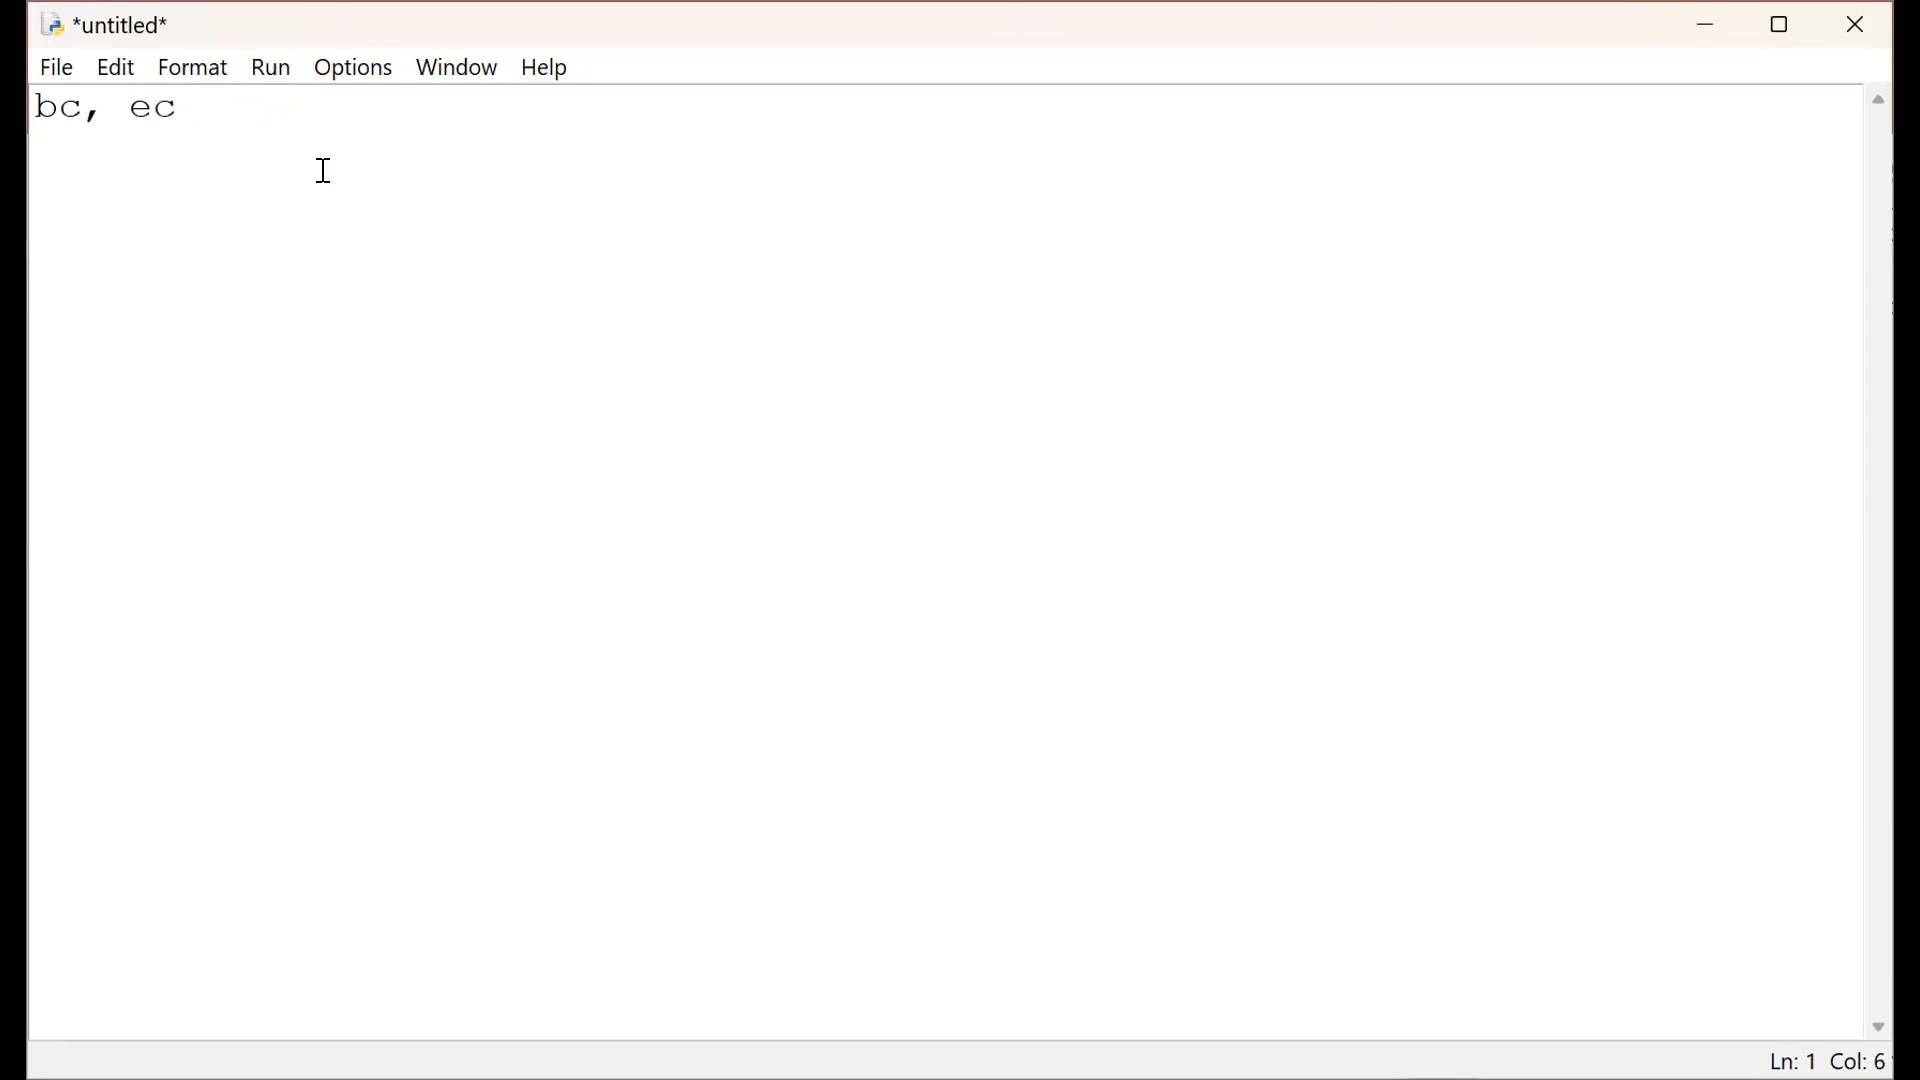 *untitled*
File Edit Format Run Options Window Help
bc, ec
Ln: 1 Col: 6